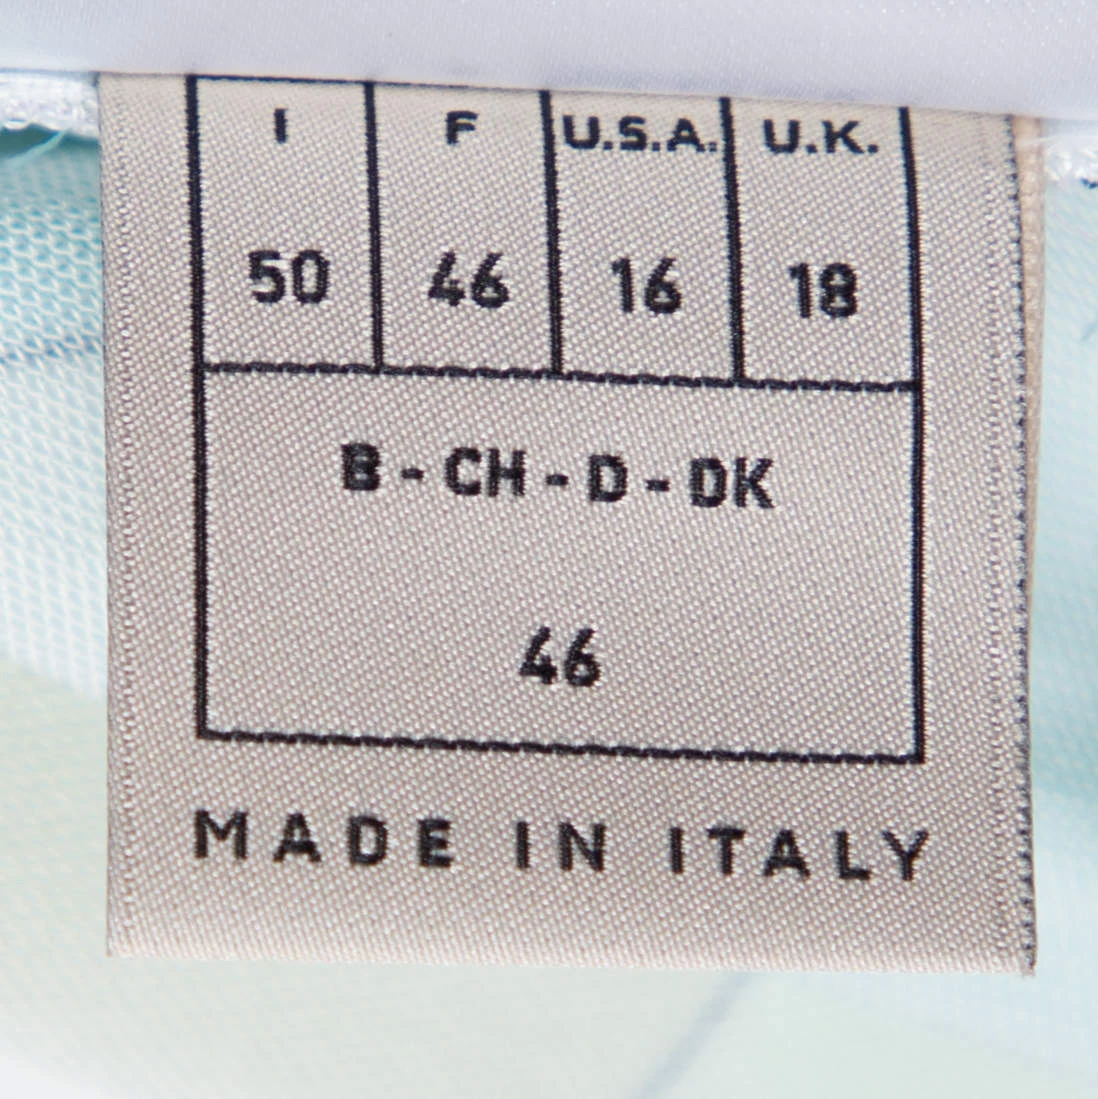 I F U.S.A. U.K.
50 46 16 18
B - CH - D - DK
46
MADE IN ITALY